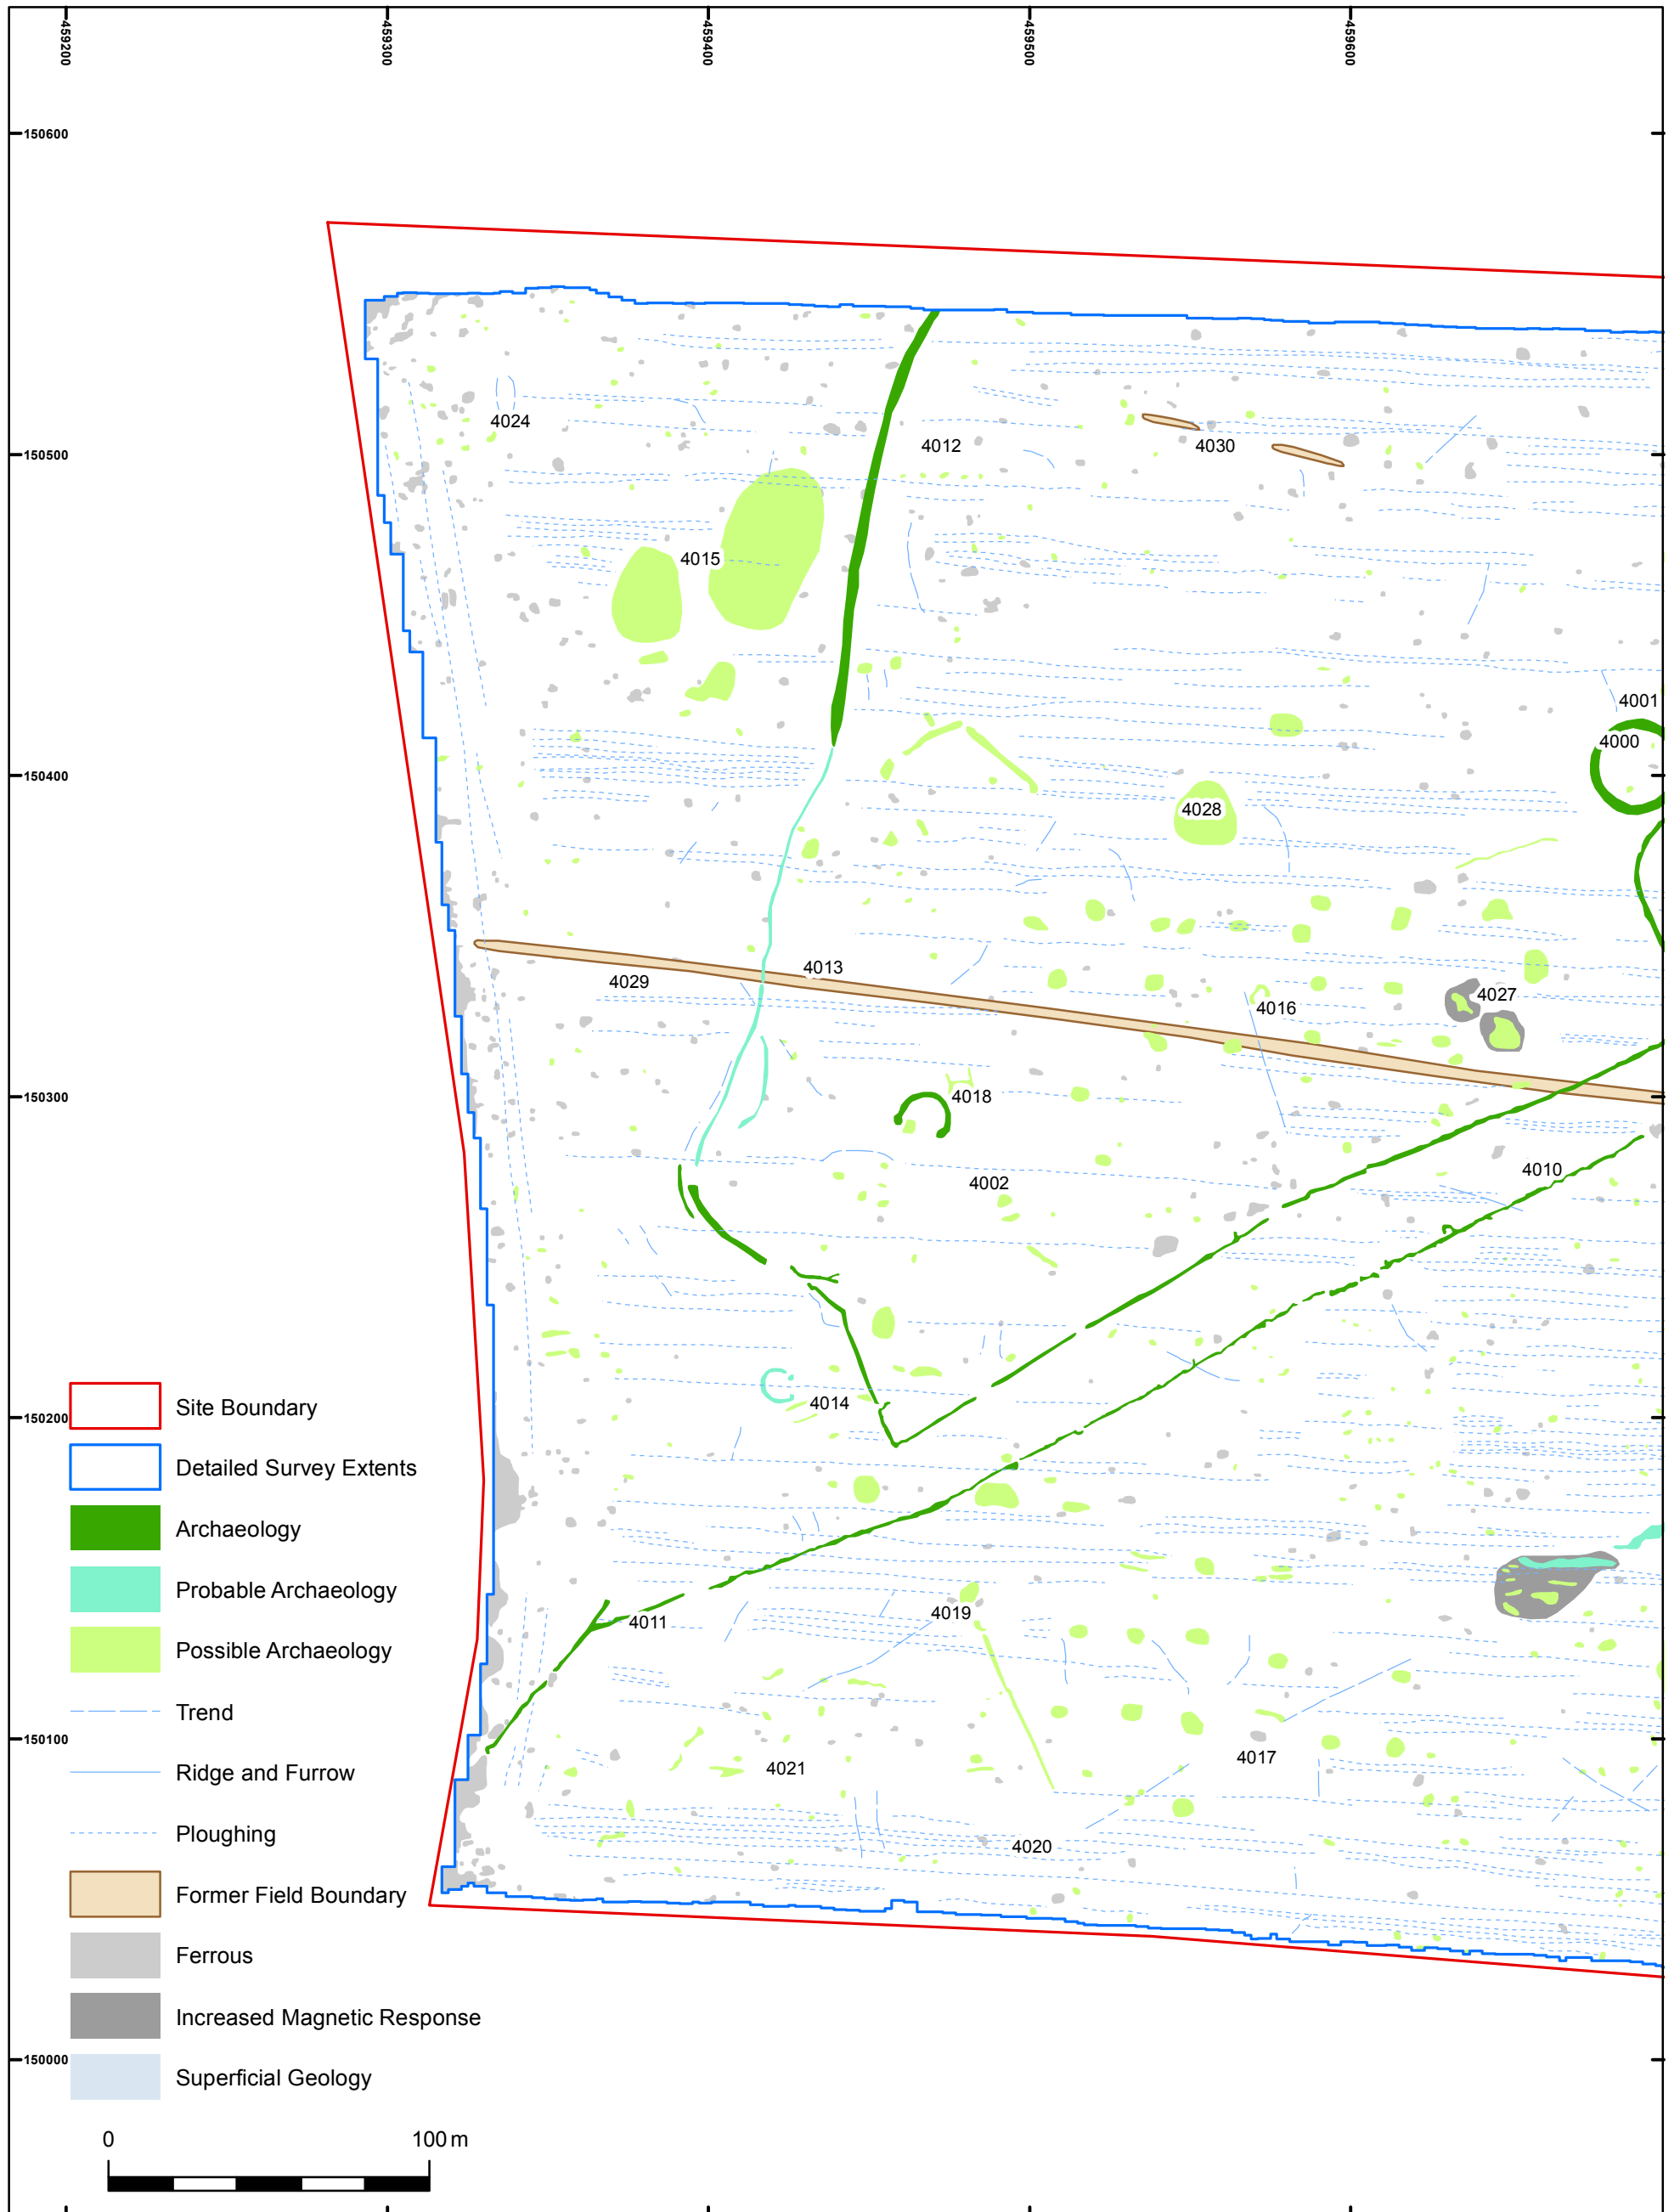 459200
459300
459400
459500
459600
150600
4024
4012
4030
150500
4015
4001
4000
150400
4028
4013
4029
4027
4016
4018
150300
4010
4002
4014
150200
Site Boundary
Detailed Survey Extents
Archaeology
Probable Archaeology
4019
4011
Possible Archaeology
Trend
150100
4017
4021
Ridge and Furrow
Ploughing
4020
Former Field Boundary
Ferrous
Increased Magnetic Response
150000
Superficial Geology
0 100 m